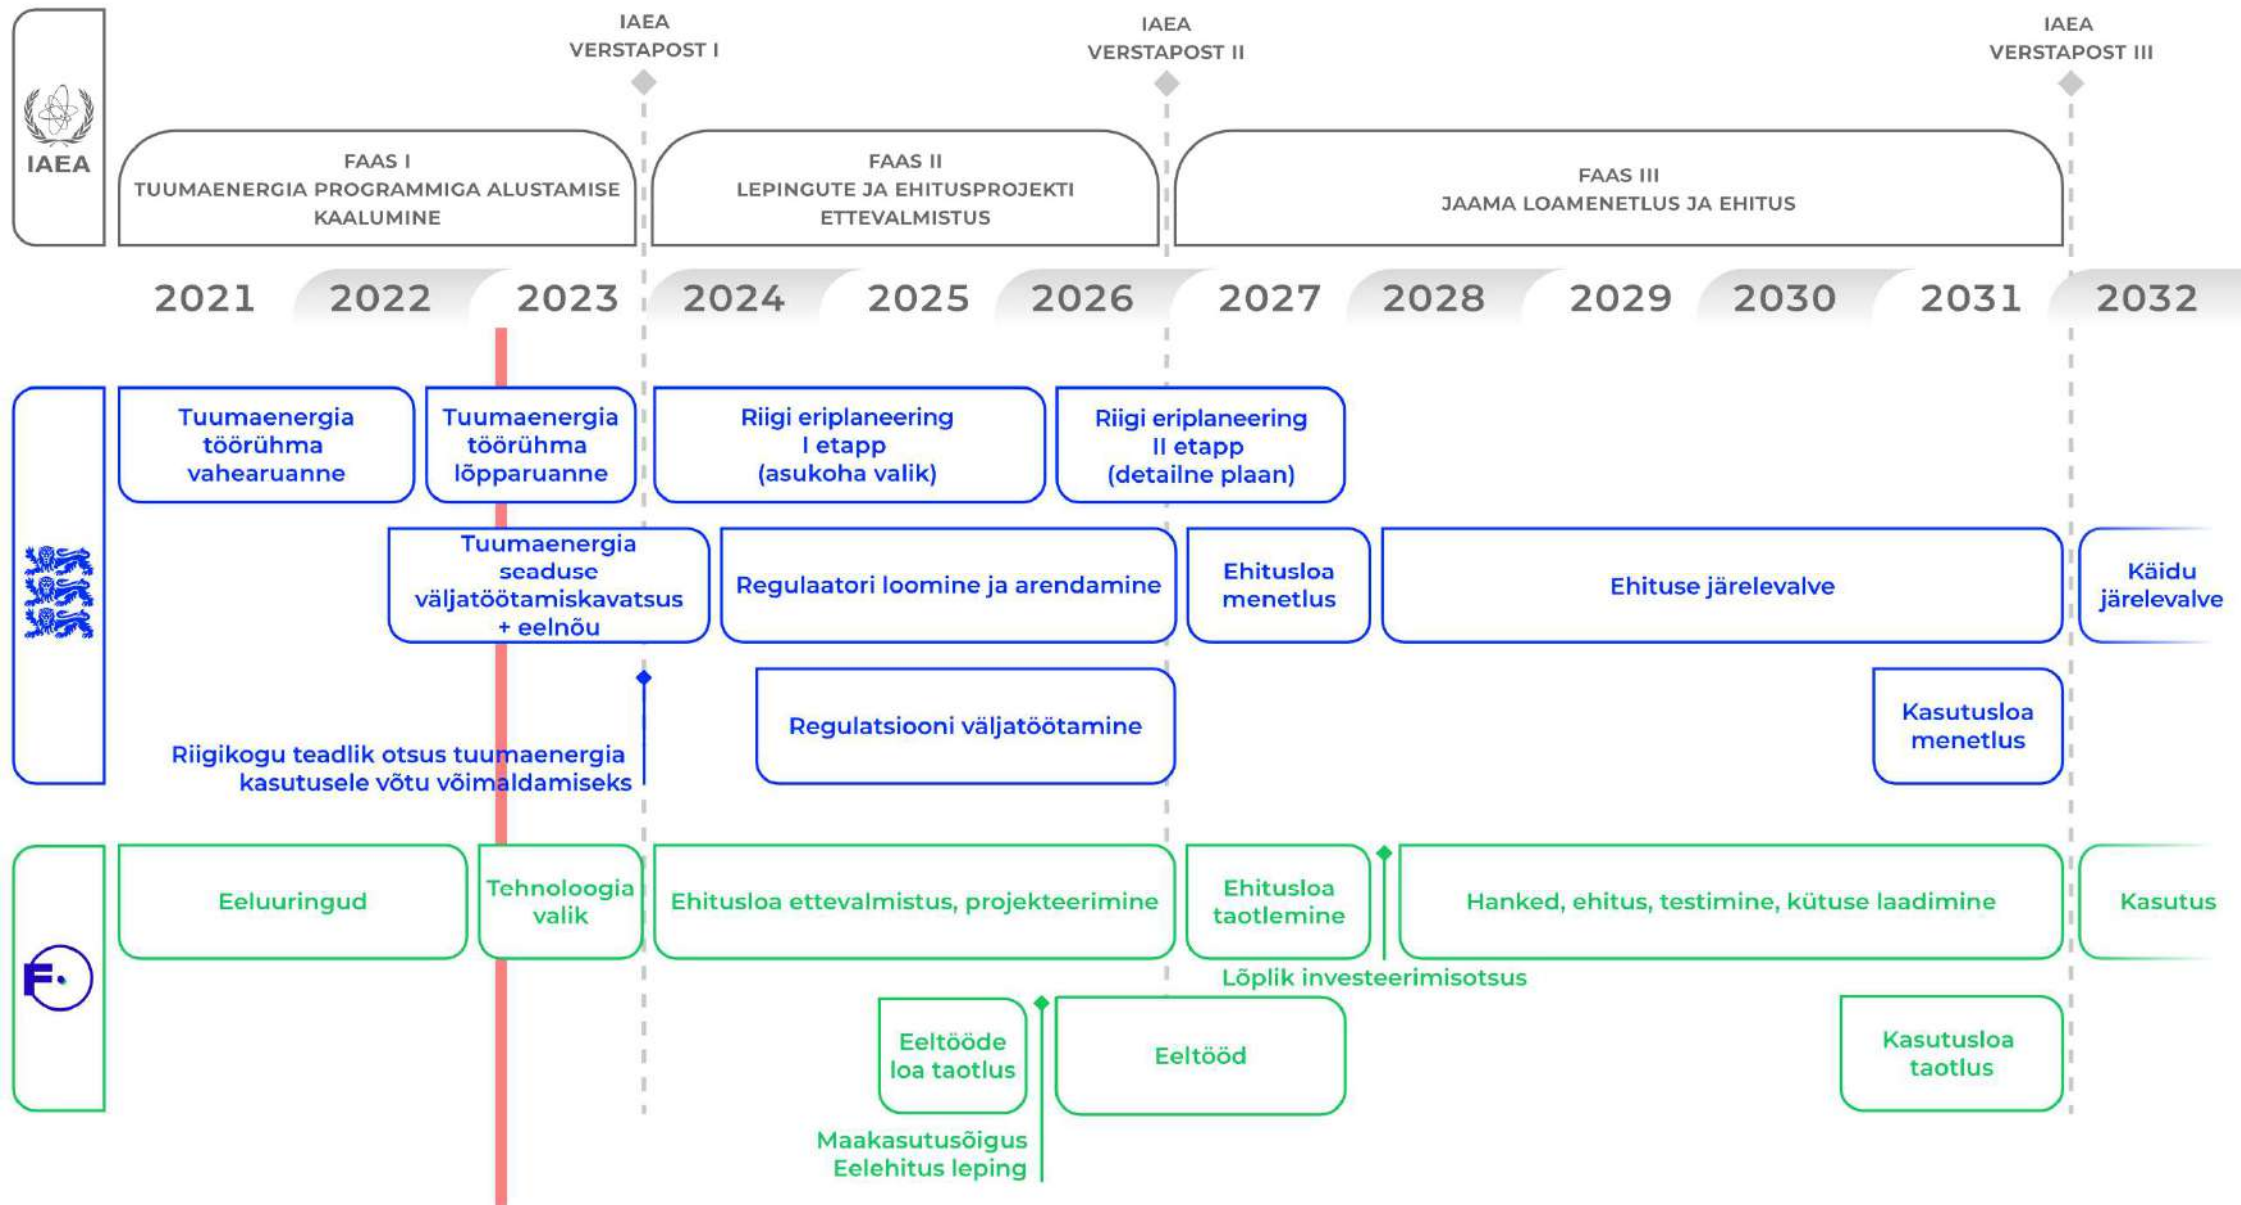 IAEA
VERSTAPOST I
IAEA
VERSTAPOST II
IAEA
VERSTAPOST III
IAEA
FAAS I
TUUMAENERGIA PROGRAMMIGA ALUSTAMISE
KAALUMINE
FAAS II
LEPINGUTE JA EHITUSPROJEKTI
ETTEVALMISTUS
FAAS III
JAAMA LOAMENETLUS JA EHITUS
2021 2022 2023 2024 2025 2026 2027 2028 2029 2030 2031 2032
Tuumaenergia
töörühma
vahearuanne
Tuumaenergia
töörühma
lõpparuanne
Riigi eriplaneering
I etapp
(asukoha valik)
Riigi eriplaneering
II etapp
(detailne plaan)
Tuumaenergia
seaduse
väljatöötamiskavatsus
+ eelnõu
Regulaatori loomine ja arendamine
Ehitusloa
menetlus
Ehituse järelevalve
Käidu
järelevalve
Riigikogu teadlik otsus tuumaenergia
kasutusele võtu võimaldamiseks
Regulatsiooni väljatöötamine
Kasutusloa
menetlus
F
Eeluuringud
Tehnoloogia
valik
Ehitusloa ettevalmistus, projekteerimine
Ehitusloa
taotlemine
Lõplik investeerimisotsus
Hanked, ehitus, testimine, kütuse laadimine
Kasutus
Eeltööde
loa taotlus
Maakasutusõigus
Eelehitus leping
Eeltööd
Kasutusloa
taotlus